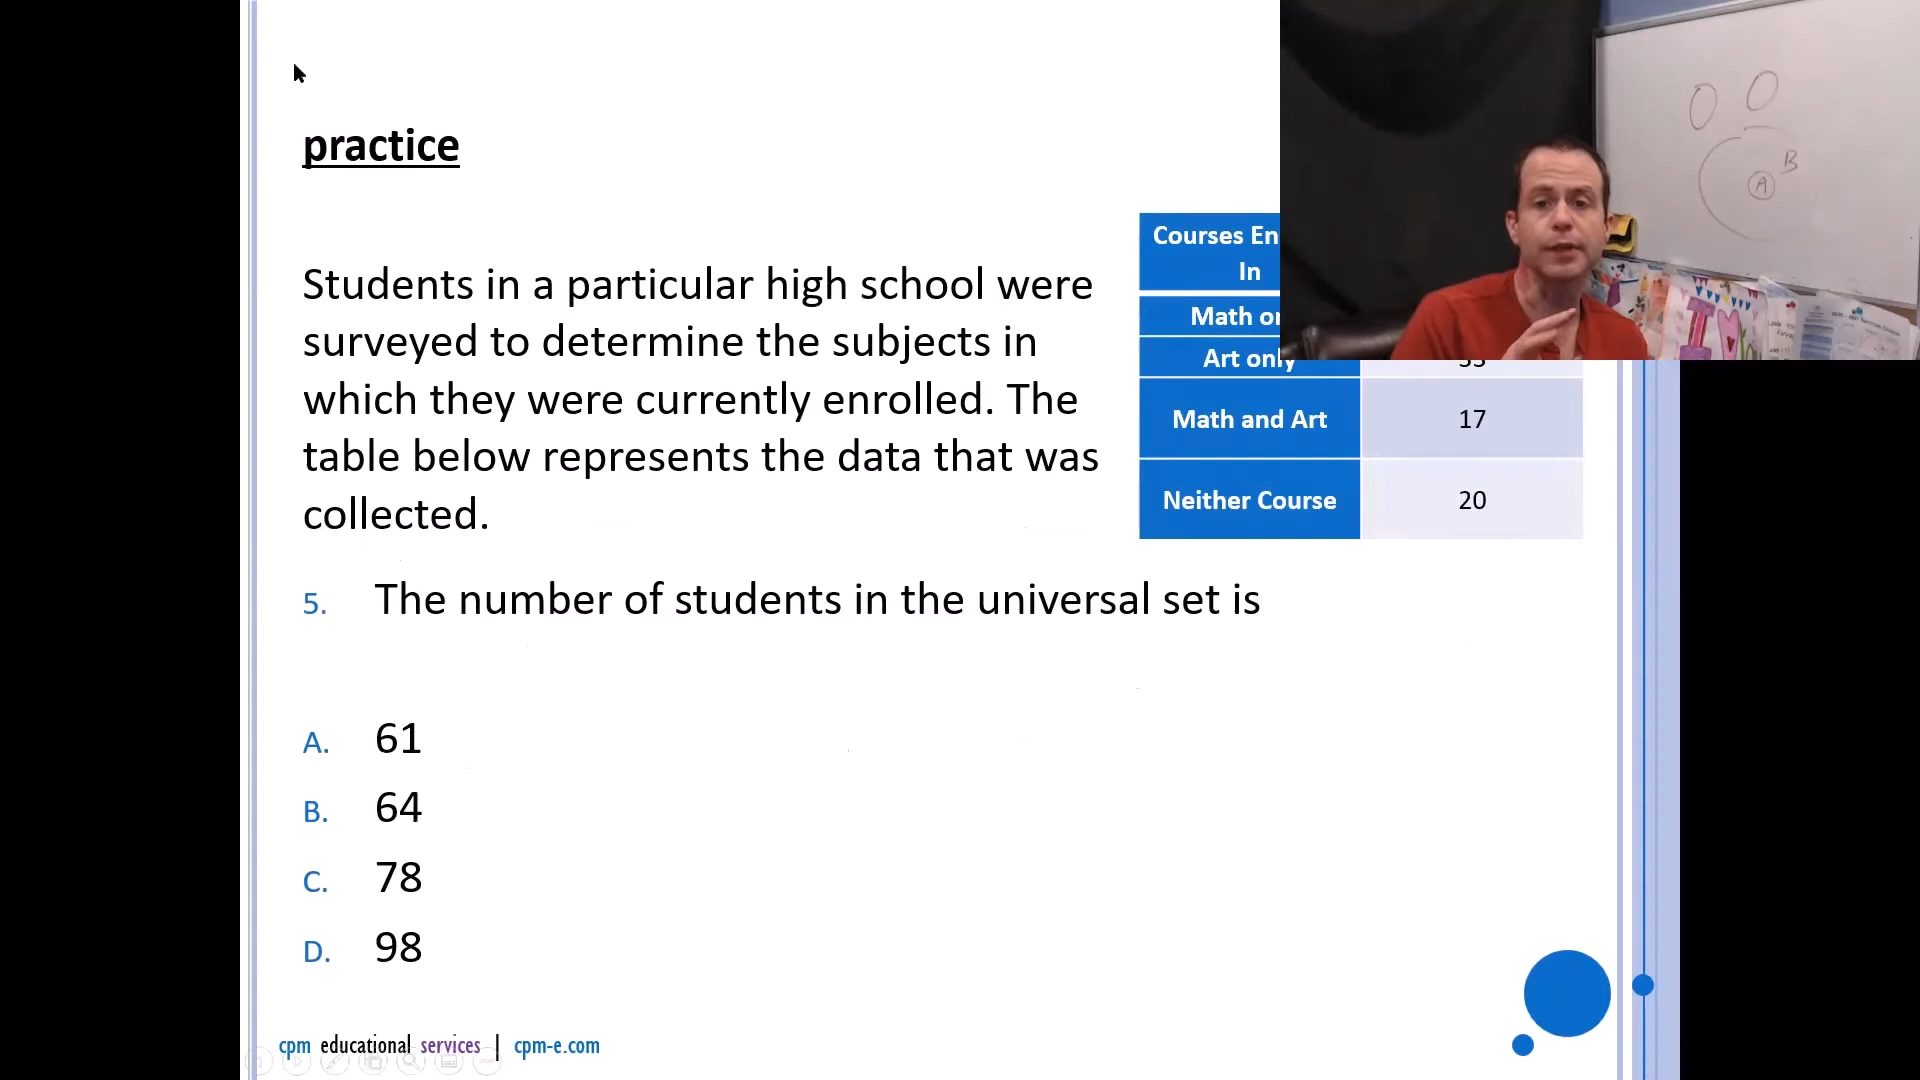 practice
Students in a particular high school were
surveyed to determine the subjects in
which they were currently enrolled. The
table below represents the data that was
collected.
Courses En
In
Math or
Art only
Math and Art 17
Neither Course 20
5. The number of students in the universal set is
A. 61
B. 64
C. 78
D. 98
cpm educational services | cpm-e.com
B
A